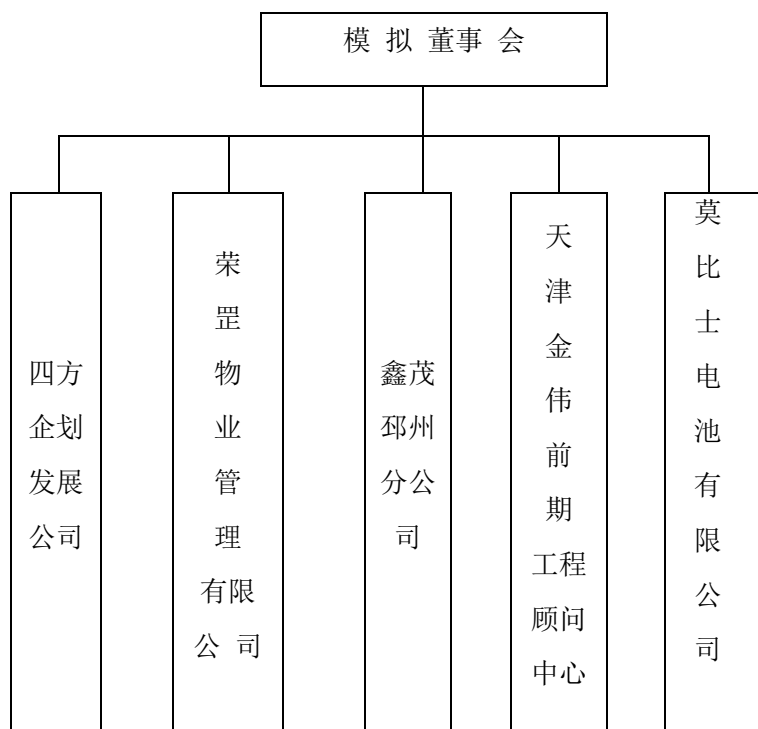 模 拟 董事 会
四方
企划
发展
公司
荣
罡
物
业
管
理
有限
公 司
鑫茂
邳州
分公
司
天
津
金
伟
前
期
工程
顾问
中心
莫
比
士
电
池
有
限
公
司